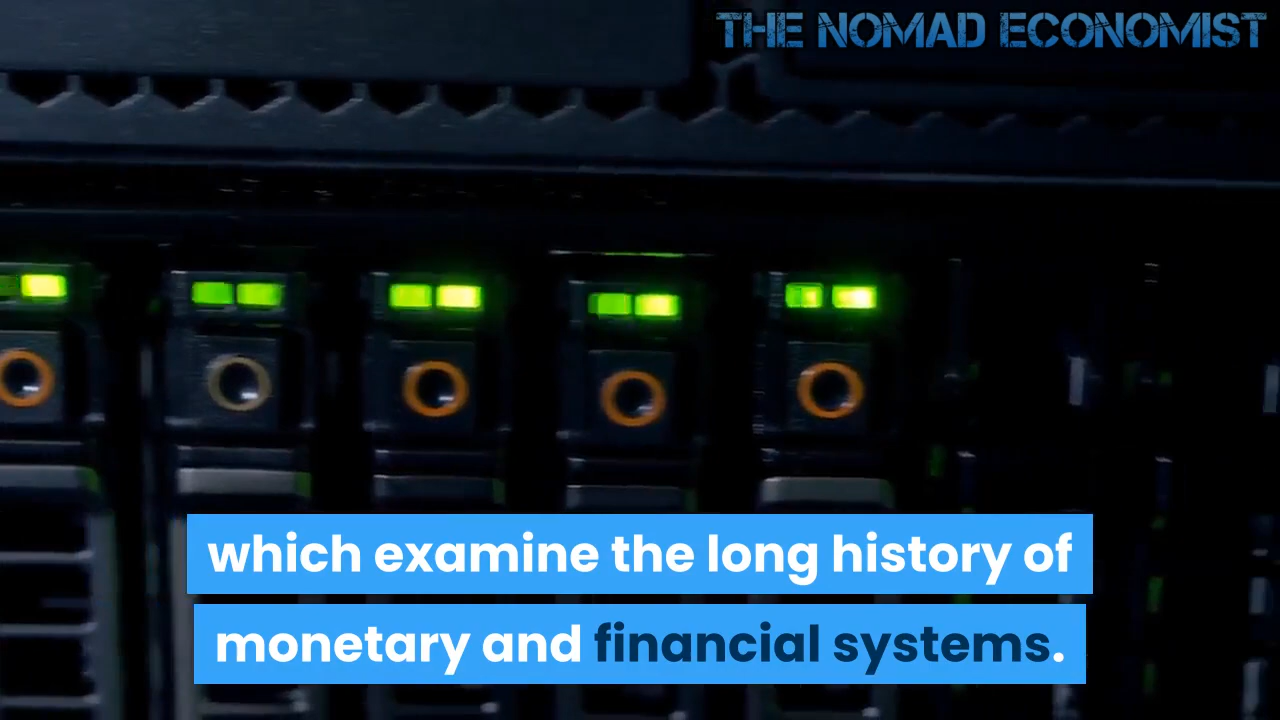 THE NOMAD ECONOMIST
which examine the long history of
monetary and financial systems.